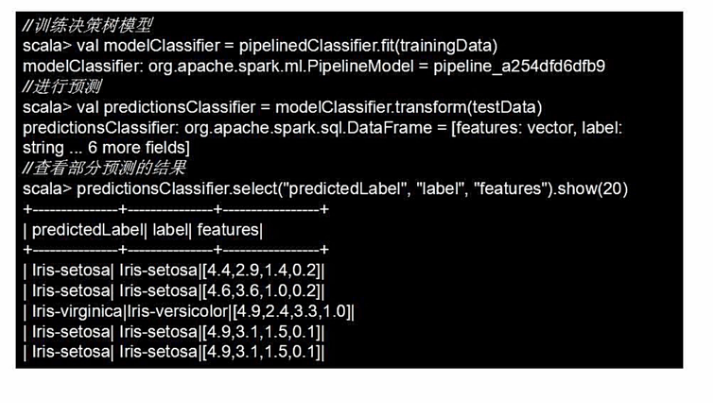 //训练决策树模型
scala> val modelClassifier = pipelinedClassifier.fit(trainingData)
modelClassifier: org.apache.spark.ml.PipelineModel = pipeline_a254dfd6dfb9
//进行预测
scala> val predictionsClassifier = modelClassifier.transform(testData)
predictionsClassifier: org.apache.spark.sql.DataFrame = [features: vector, label:
string ... 6 more fields]
//查看部分预测的结果
scala> predictionsClassifier.select("predictedLabel", "label", "features").show(20)
+---------------+---------------+-----------------+
| predictedLabel| label| features|
+---------------+---------------+-----------------+
| Iris-setosa| Iris-setosa|[4.4,2.9,1.4,0.2]|
| Iris-setosa| Iris-setosa|[4.6,3.6,1.0,0.2]|
| Iris-virginica|Iris-versicolor|[4.9,2.4,3.3,1.0]|
| Iris-setosa| Iris-setosa|[4.9,3.1,1.5,0.1]|
| Iris-setosa| Iris-setosa|[4.9,3.1,1.5,0.1]|